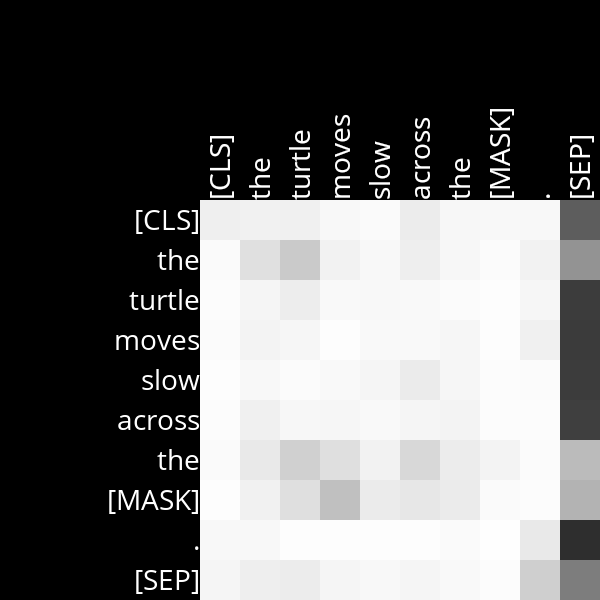 [CLS]
the
turtle
moves
slow
across
the
[MASK]
.
[SEP]
[CLS]
the
turtle
moves
slow
across
the
[MASK]
.
[SEP]